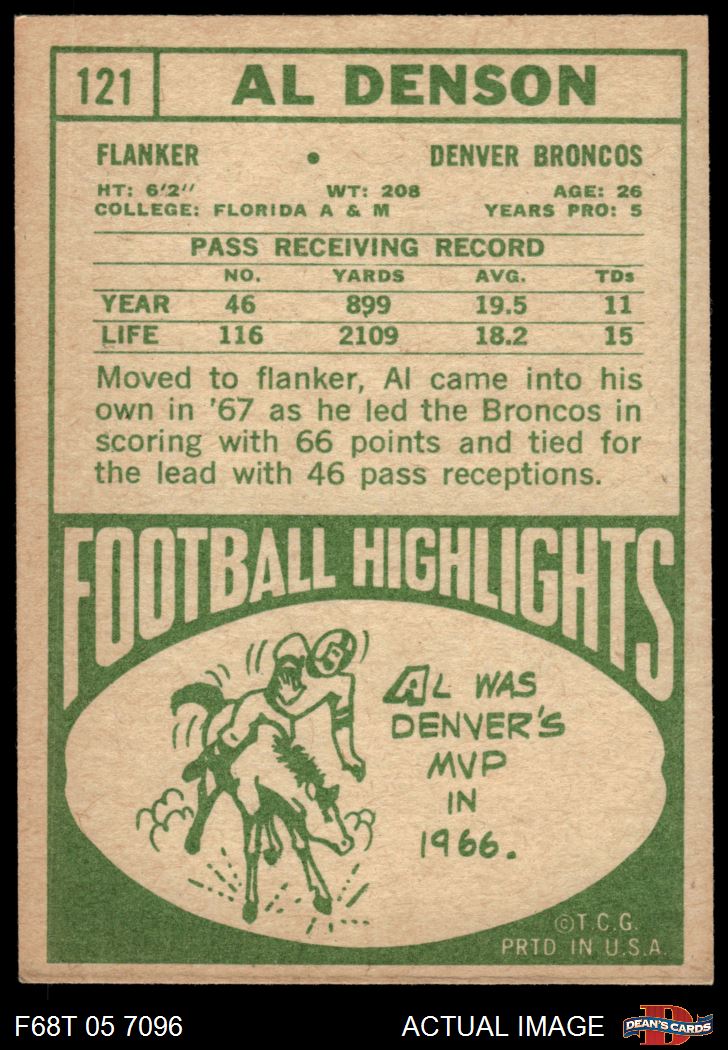 121 AL DENSON
FLANKER • DENVER BRONCOS
HT: 6'2" WT: 208 AGE: 26
COLLEGE: FLORIDA A & M YEARS PRO: 5
PASS RECEIVING RECORD
NO. YARDS AVG. TDs
YEAR 46 899 19.5 11
LIFE 116 2109 18.2 15
Moved to flanker, Al came into his
own in '67 as he led the Broncos in
scoring with 66 points and tied for
the lead with 46 pass receptions.
FOOTBALL HIGHLIGHTS
AL WAS
DENVER'S
MVP
IN
1966.
©T.C.G.
PRTD IN U.S.A.
F68T 05 7096 ACTUAL IMAGE
D
DEAN'S CARDS